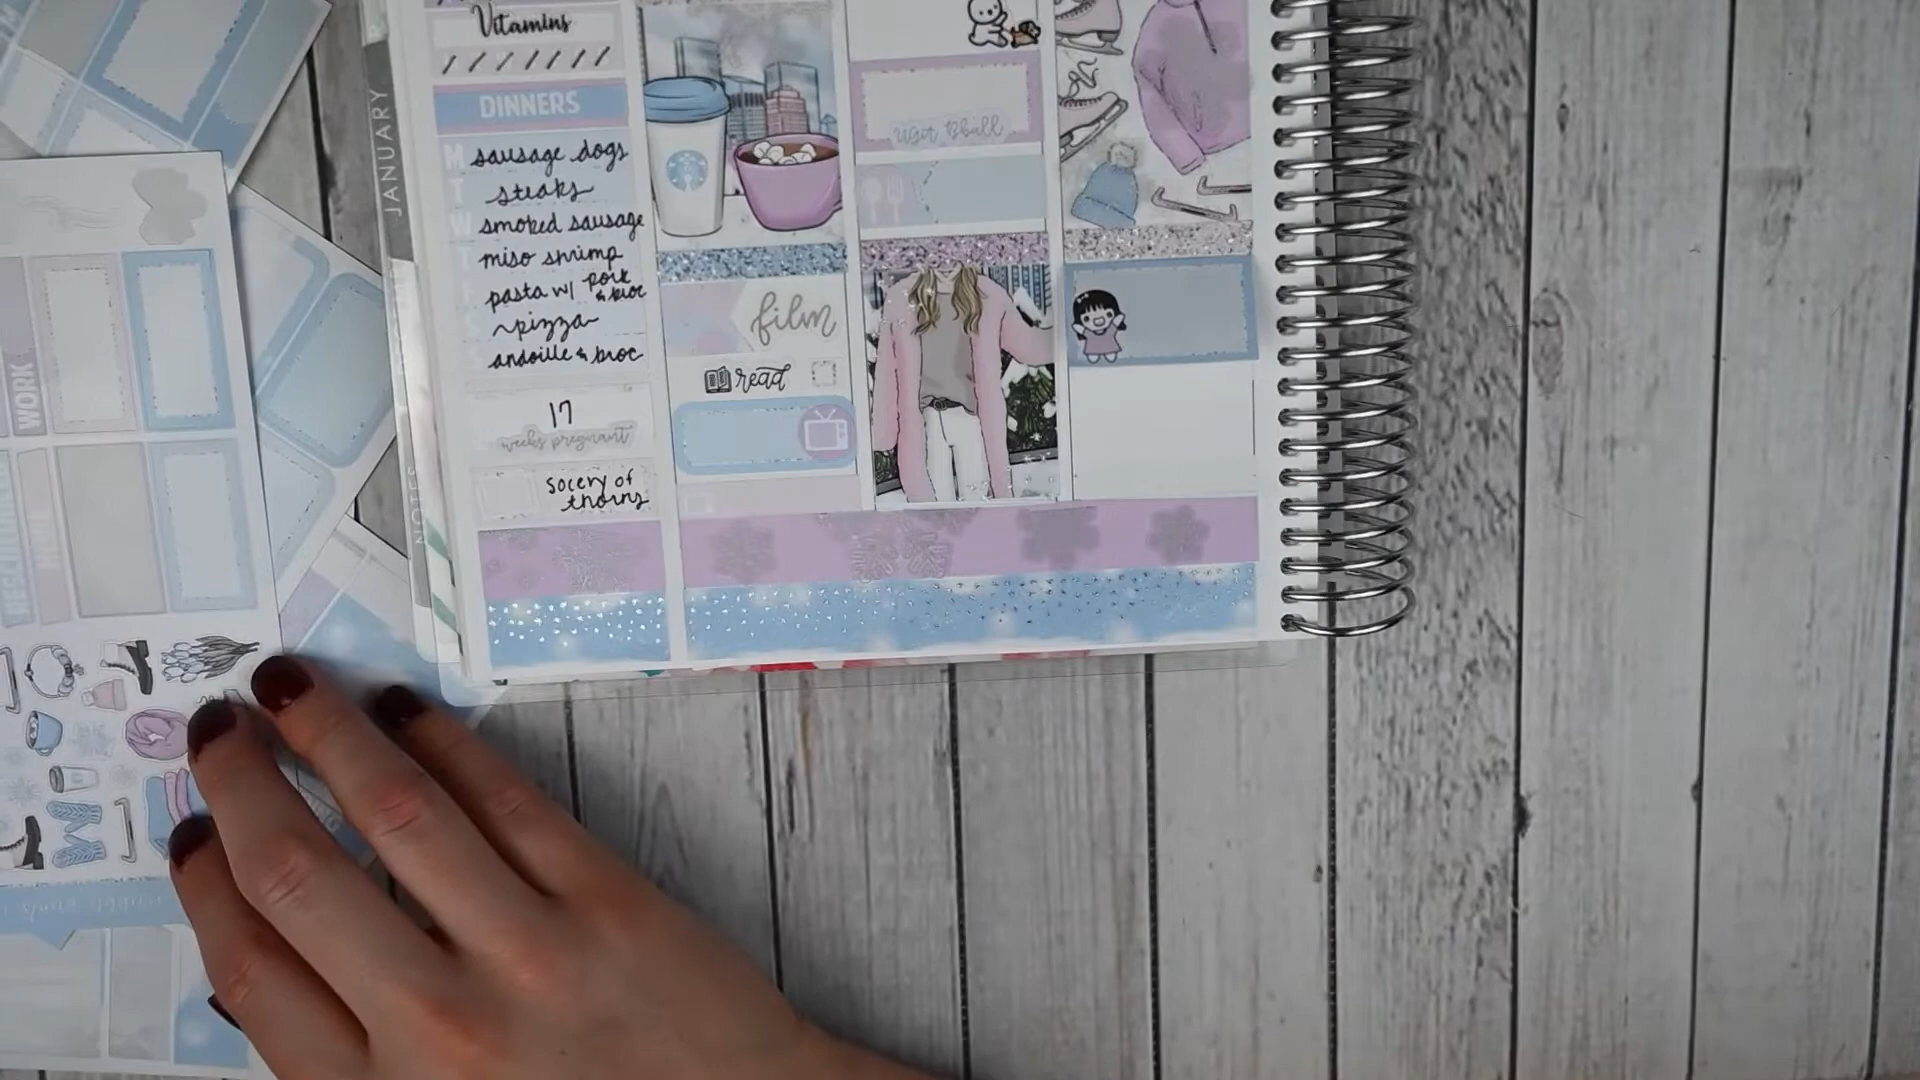 Vitamins
DINNERS
M sausage dogs
T steaks
W smoked sausage
T miso shrimp
F pasta w/ pork
& broc
S pizza
S andoille & broc
17
weeks pregnant
socery of
thorns
JANUARY
NOTES
film
read
WORK